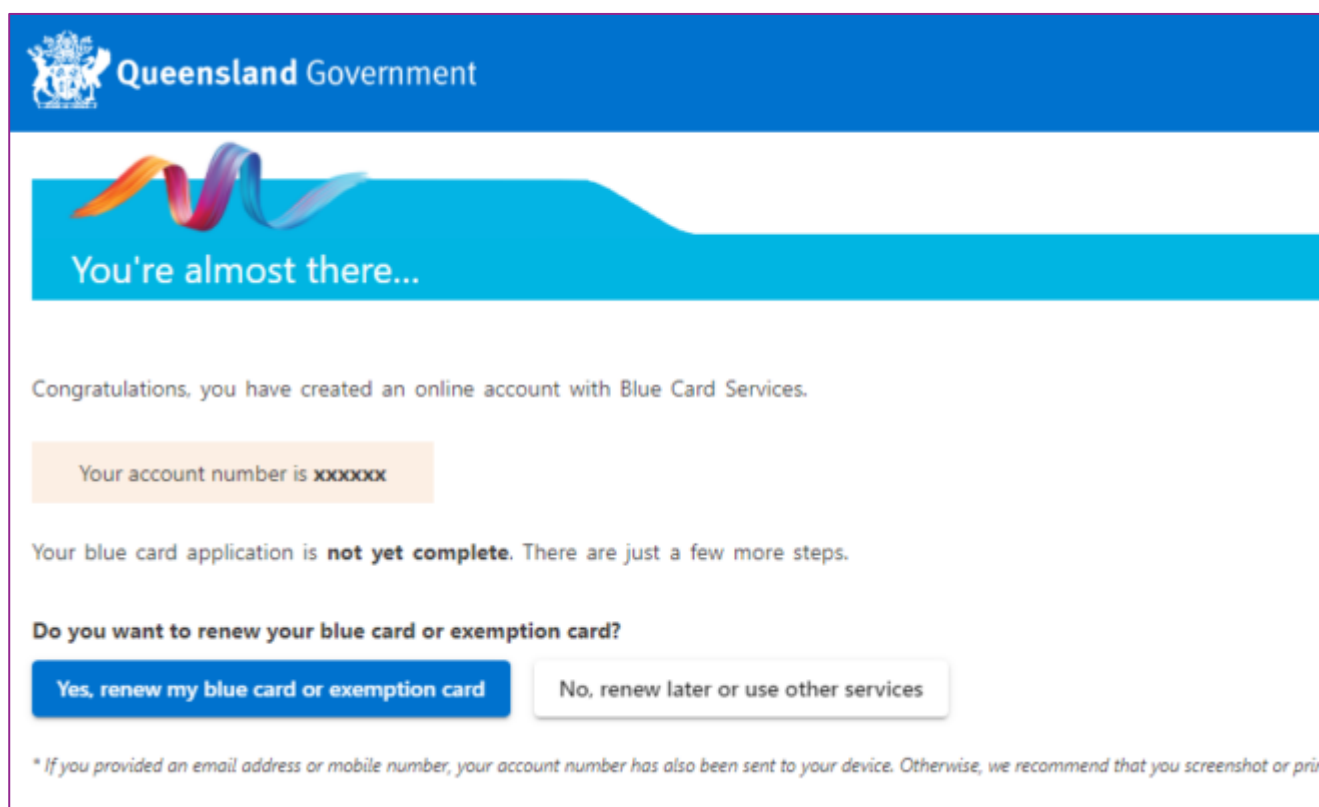 Queensland Government
You're almost there...
Congratulations, you have created an online account with Blue Card Services.
Your account number is xxxxxx
Your blue card application is not yet complete. There are just a few more steps.
Do you want to renew your blue card or exemption card?
Yes, renew my blue card or exemption card
No, renew later or use other services
* If you provided an email address or mobile number, your account number has also been sent to your device. Otherwise, we recommend that you screenshot or